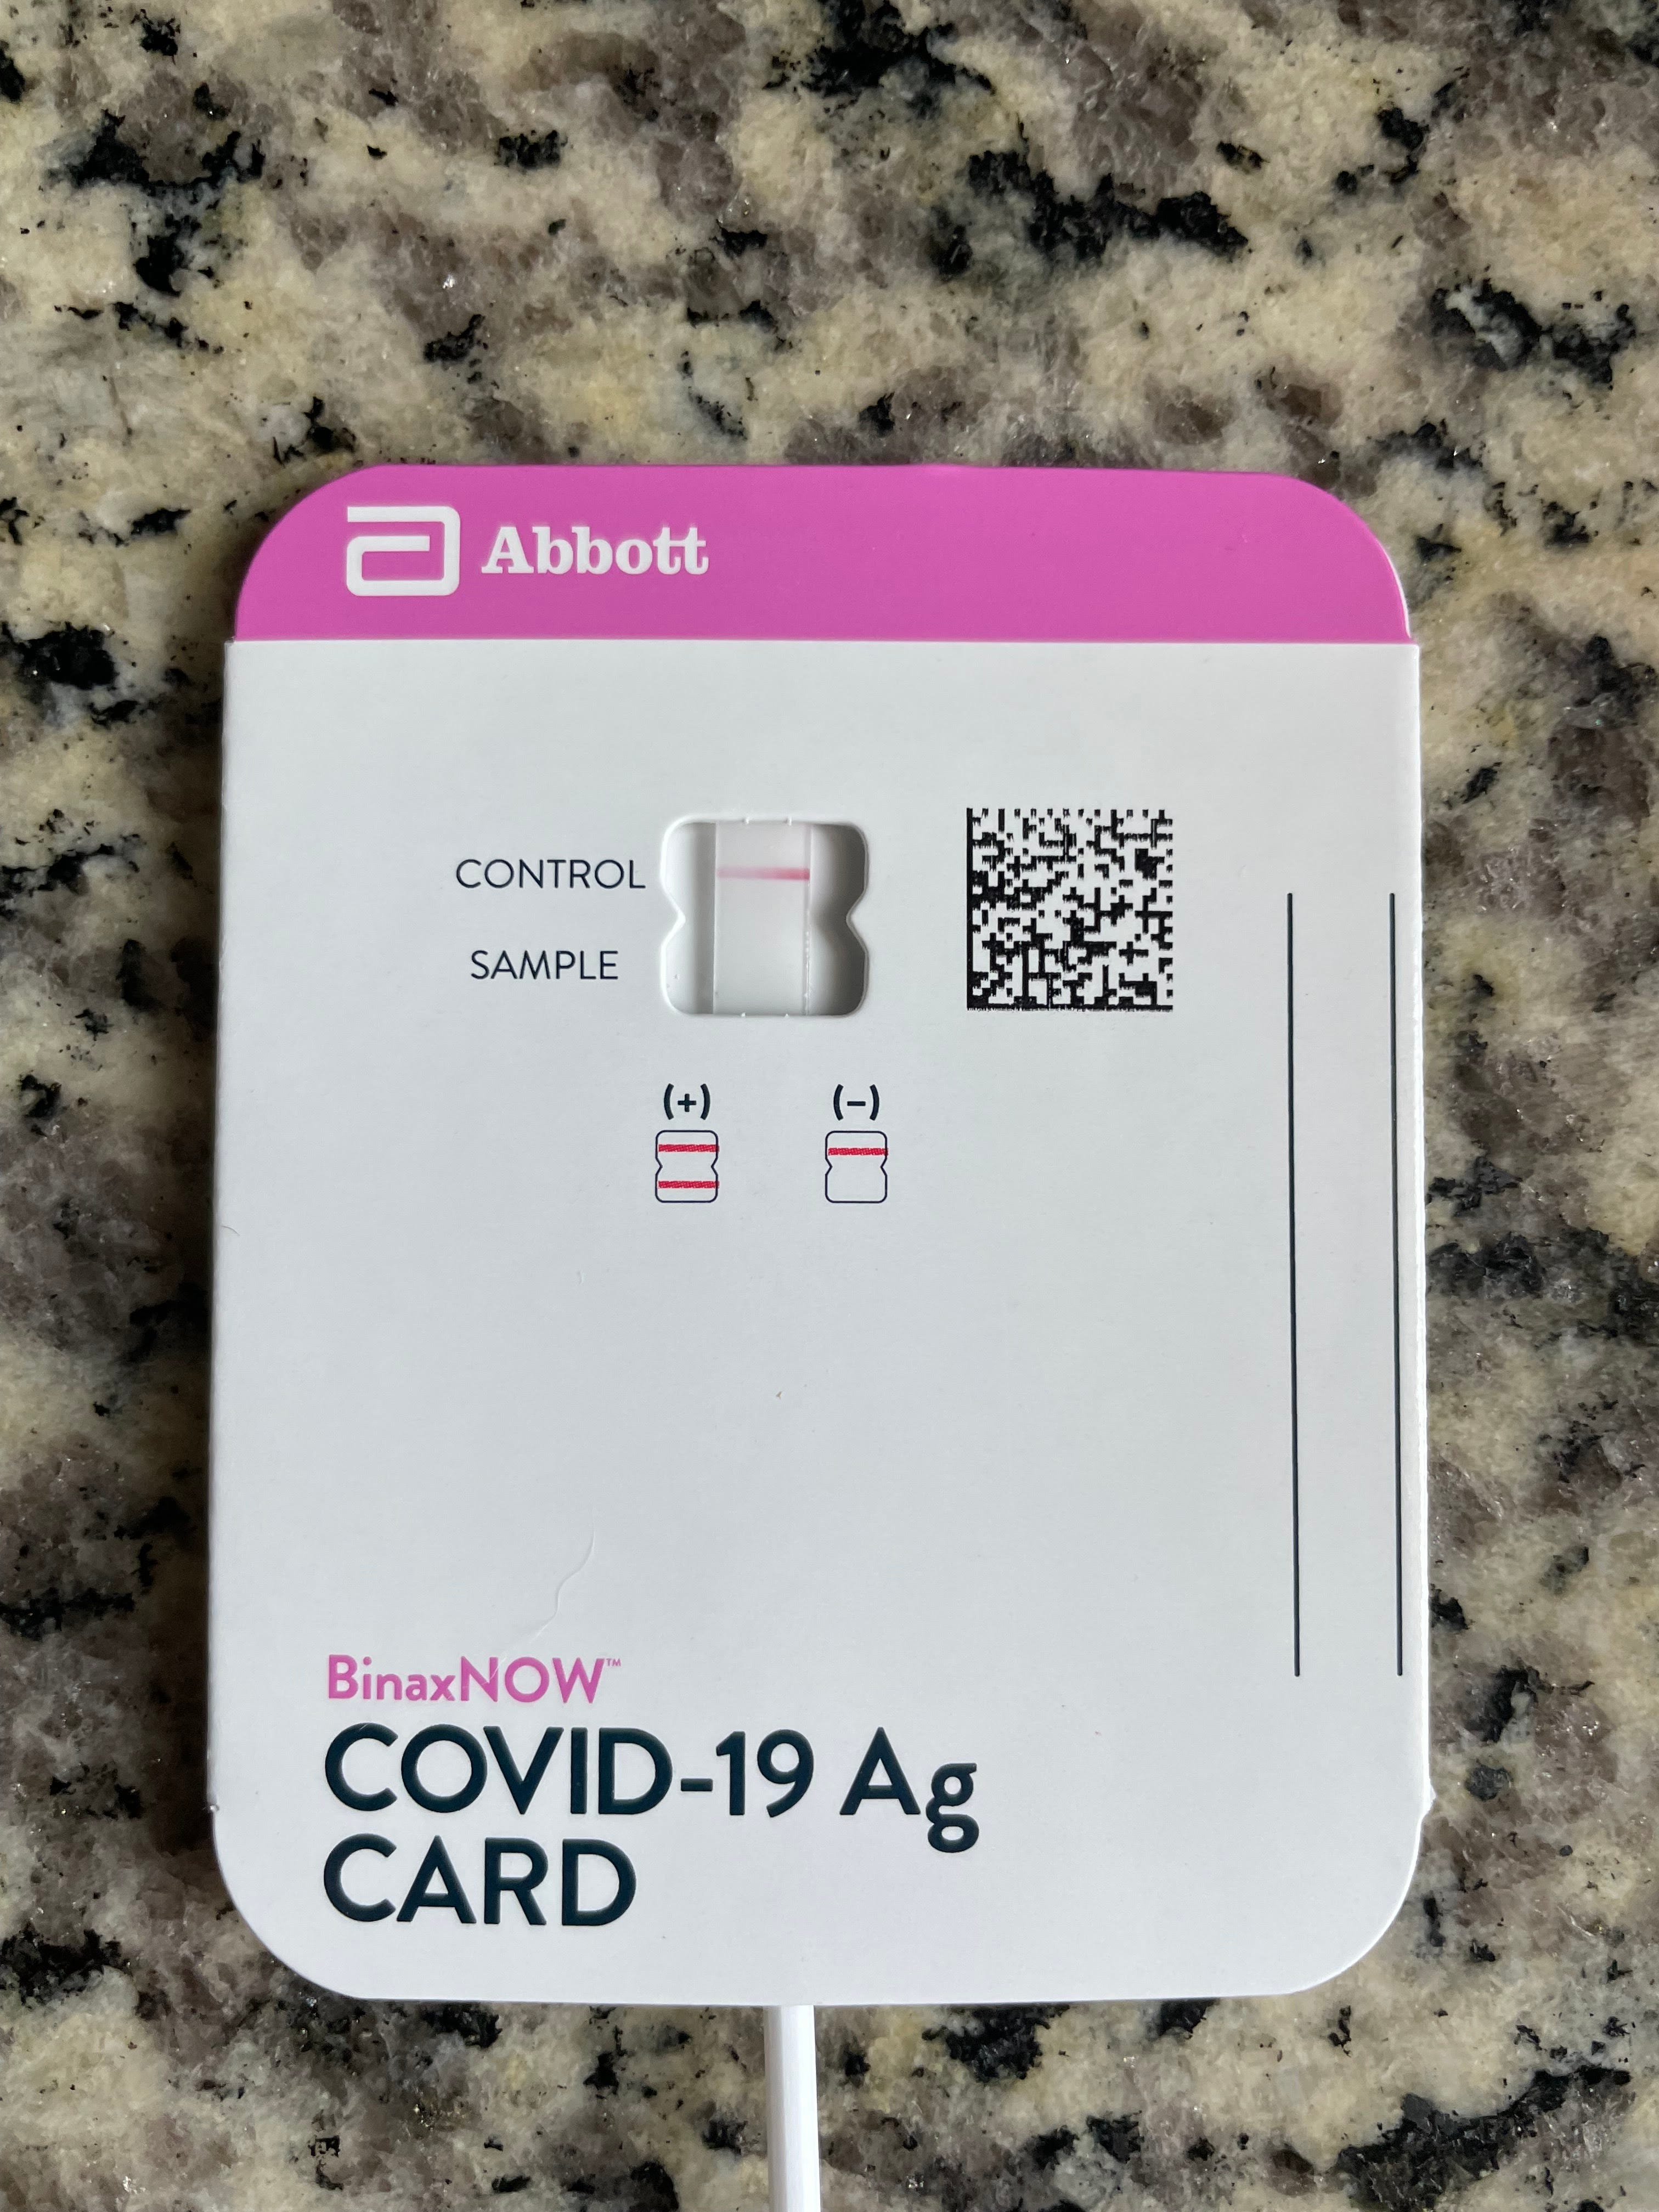 Abbott
CONTROL
SAMPLE
(+) (-)
BinaxNOW™
COVID-19 Ag
CARD